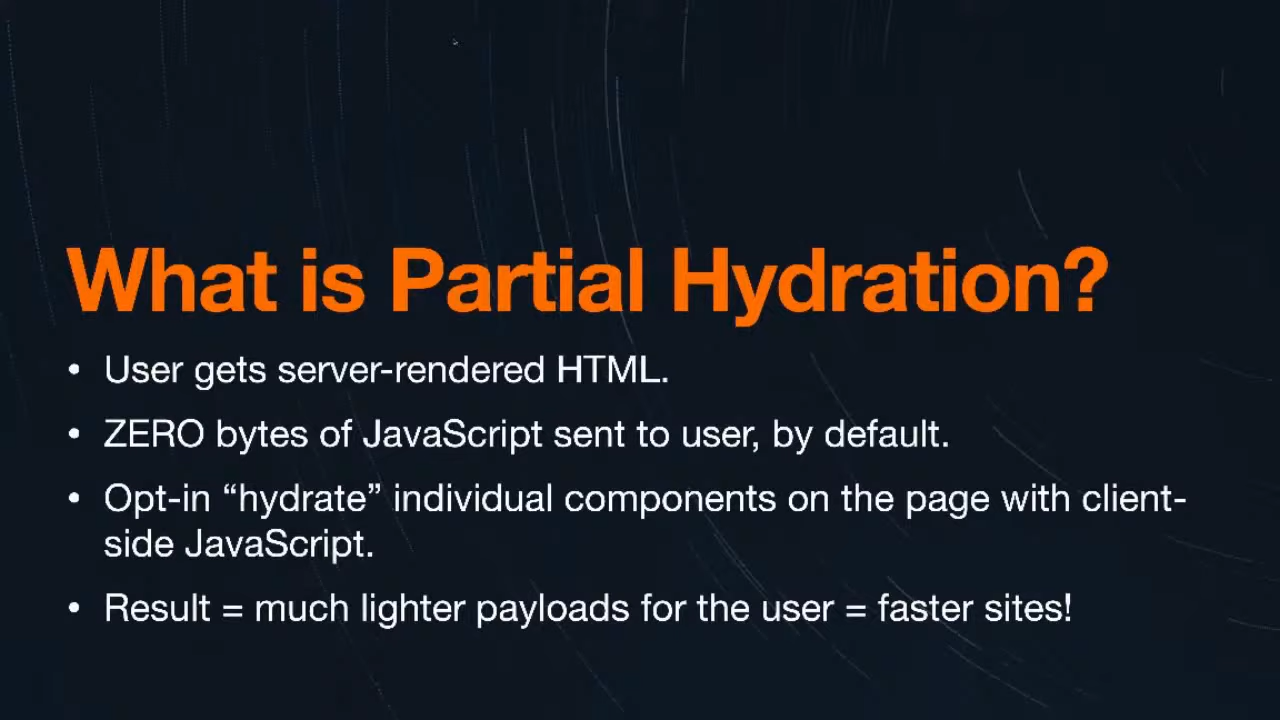 What is Partial Hydration?
• User gets server-rendered HTML.
• ZERO bytes of JavaScript sent to user, by default.
• Opt-in “hydrate” individual components on the page with client-
side JavaScript.
• Result = much lighter payloads for the user = faster sites!